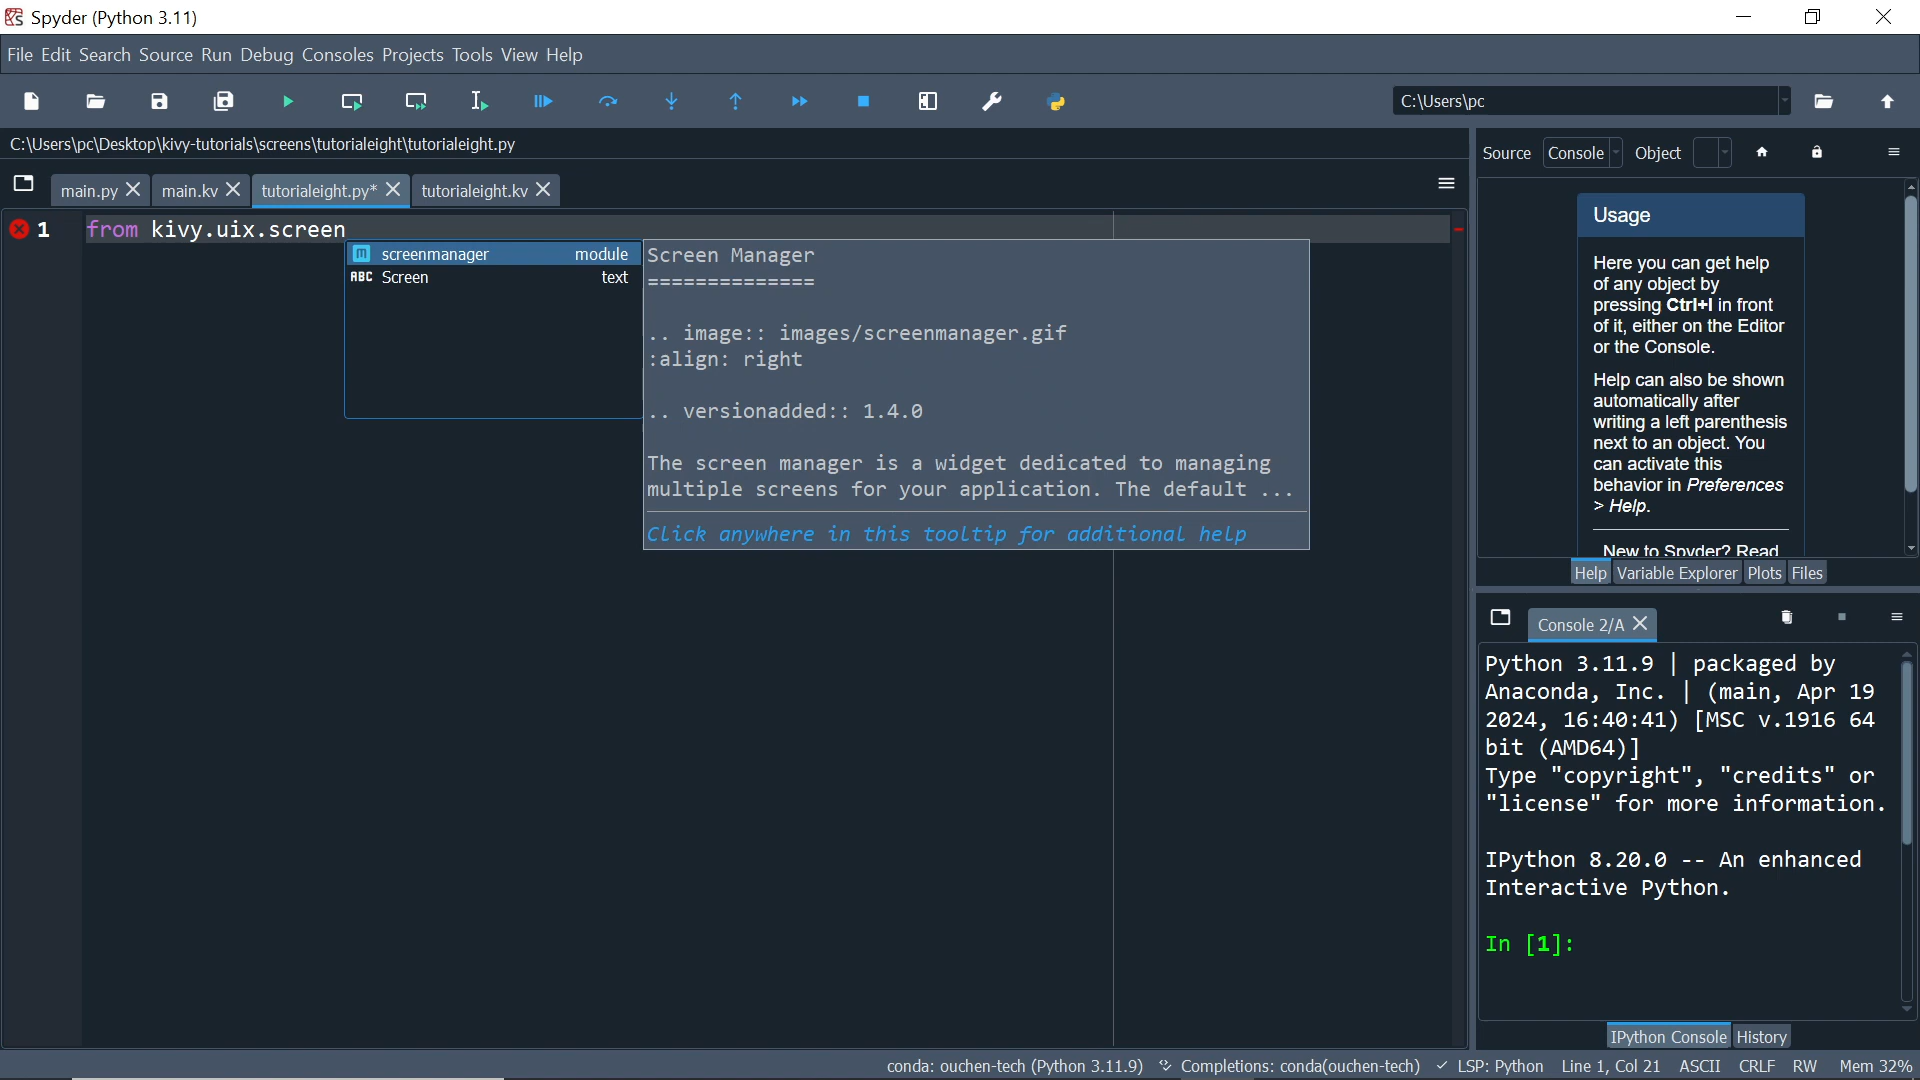 Spyder (Python 3.11)
File Edit Search Source Run Debug Consoles Projects Tools View Help
C:\Users\pc
C:\Users\pc\Desktop\kivy-tutorials\screens\tutorialeight\tutorialeight.py
main.py
main.kv
tutorialeight.py*
tutorialeight.kv
1 from kivy.uix.screen
m screenmanager module
ABC Screen text
Screen Manager
==============
.. image:: images/screenmanager.gif
:align: right
.. versionadded:: 1.4.0
The screen manager is a widget dedicated to managing
multiple screens for your application. The default ...
Click anywhere in this tooltip for additional help
Source Console Object
Usage
Here you can get help
of any object by
pressing Ctrl+I in front
of it, either on the Editor
or the Console.
Help can also be shown
automatically after
writing a left parenthesis
next to an object. You
can activate this
behavior in Preferences
> Help.
New to Spyder? Read
Help Variable Explorer Plots Files
Console 2/A
Python 3.11.9 | packaged by
Anaconda, Inc. | (main, Apr 19
2024, 16:40:41) [MSC v.1916 64
bit (AMD64)]
Type "copyright", "credits" or
"license" for more information.
IPython 8.20.0 -- An enhanced
Interactive Python.
In [1]:
IPython Console History
conda: ouchen-tech (Python 3.11.9) Completions: conda(ouchen-tech) LSP: Python Line 1, Col 21 ASCII CRLF RW Mem 32%